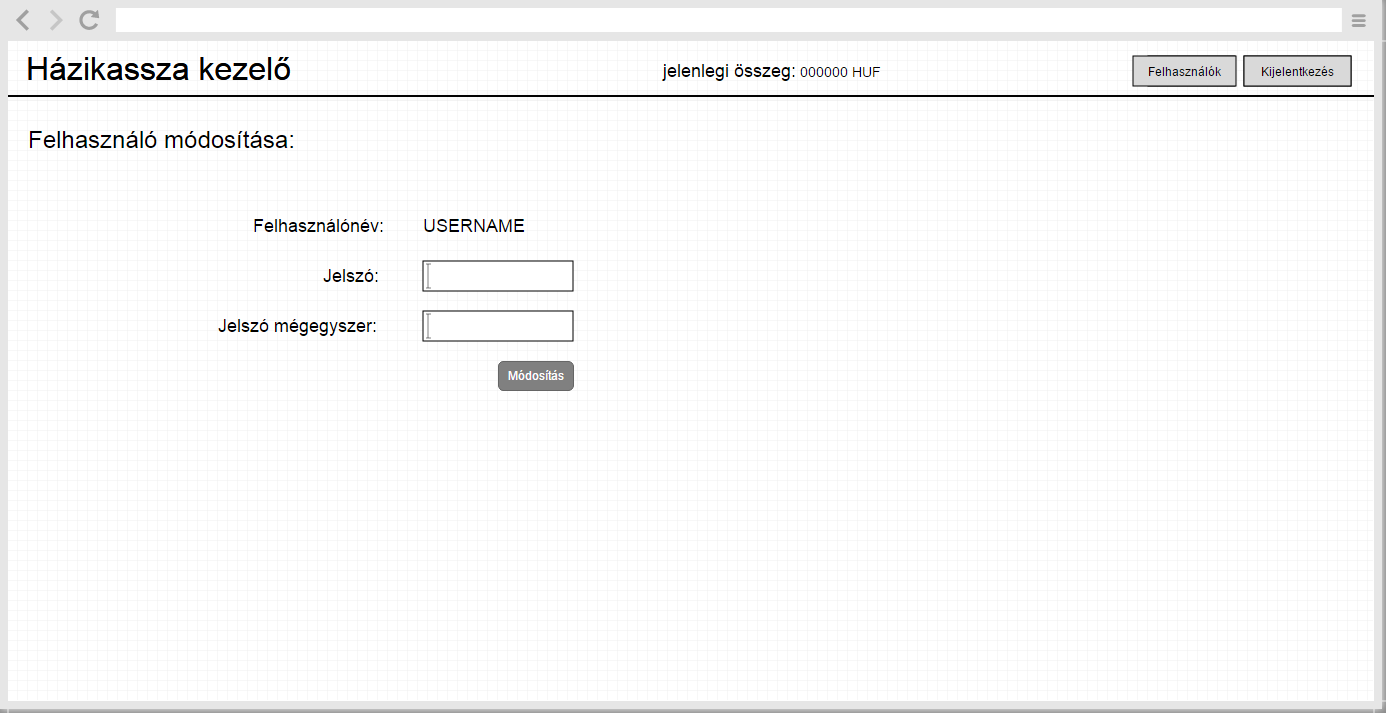 Házikassza kezelő
jelenlegi összeg: 000000 HUF
Felhasználók
Kijelentkezés
Felhasználó módosítása:
Felhasználónév: USERNAME
Jelszó:
Jelszó mégegyszer:
Módosítás